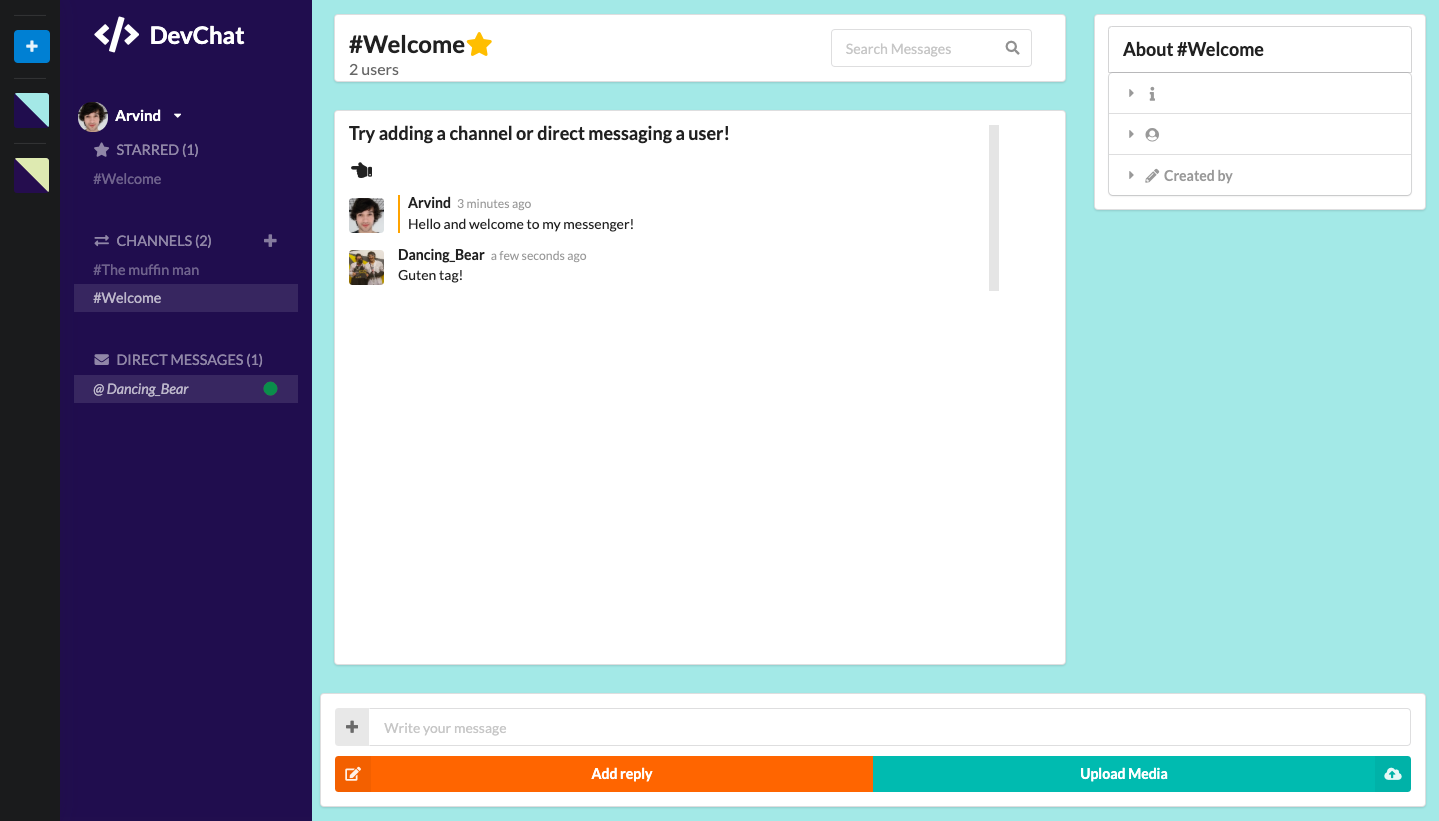 DevChat
Arvind
STARRED (1)
#Welcome
CHANNELS (2)
#The muffin man
#Welcome
DIRECT MESSAGES (1)
@ Dancing_Bear
#Welcome
2 users
Search Messages
Try adding a channel or direct messaging a user!
Arvind 3 minutes ago
Hello and welcome to my messenger!
Dancing_Bear a few seconds ago
Guten tag!
About #Welcome
Created by
Write your message
Add reply
Upload Media